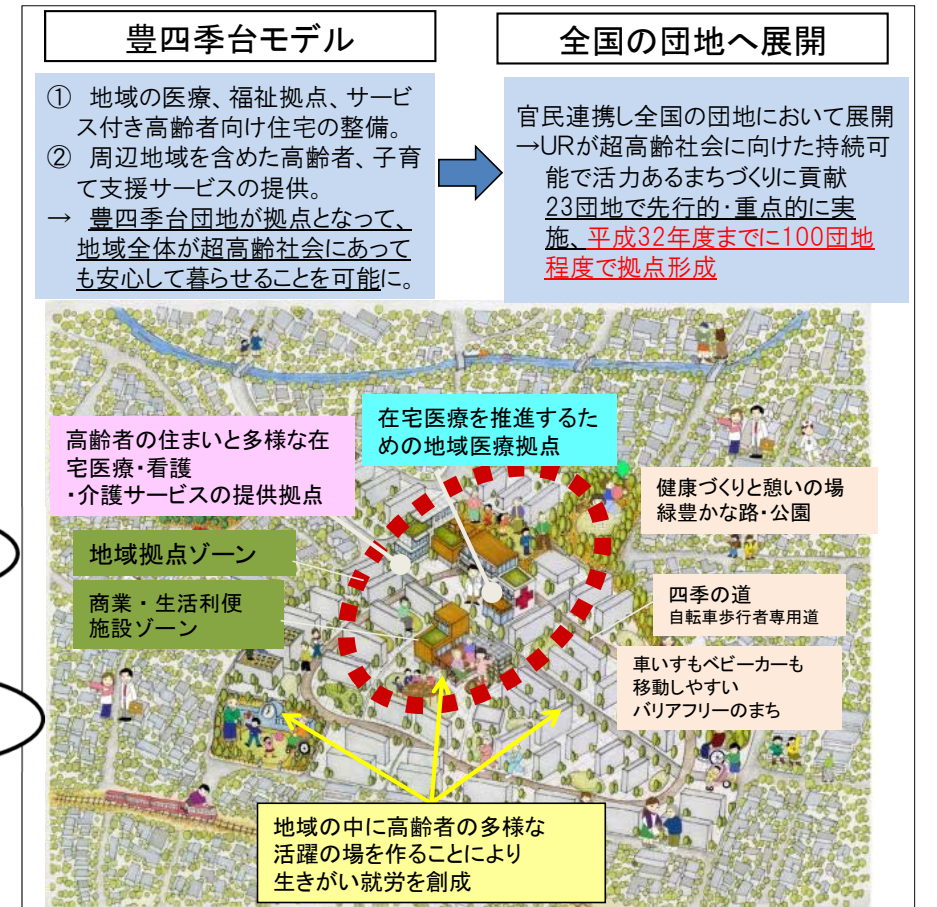 豊四季台モデル
全国の団地へ展開
① 地域の医療、福祉拠点、サービ
ス付き高齢者向け住宅の整備。
② 周辺地域を含めた高齢者、子育
て支援サービスの提供。
→ 豊四季台団地が拠点となって、
地域全体が超高齢社会にあって
も安心して暮らせることを可能に。
官民連携し全国の団地において展開
→URが超高齢社会に向けた持続可
能で活力あるまちづくりに貢献
23団地で先行的・重点的に実
施、平成32年度までに100団地
程度で拠点形成
在宅医療を推進するた
めの地域医療拠点
高齢者の住まいと多様な在
宅医療・看護
・介護サービスの提供拠点
健康づくりと憩いの場
緑豊かな路・公園
地域拠点ゾーン
商業・生活利便
施設ゾーン
四季の道
自転車歩行者専用道
車いすもベビーカーも
移動しやすい
バリアフリーのまち
地域の中に高齢者の多様な
活躍の場を作ることにより
生きがい就労を創成